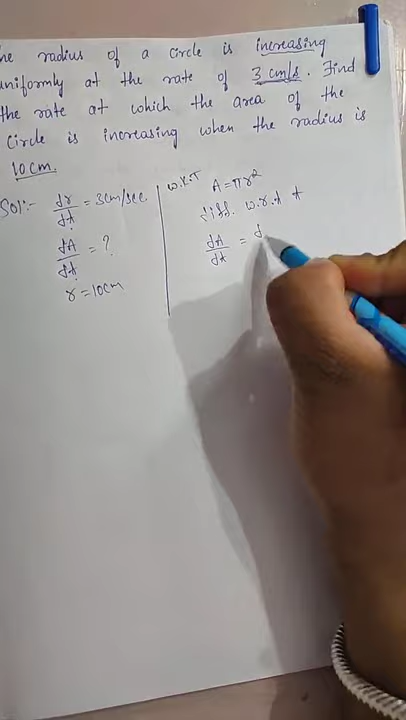 he radius of a circle is increasing
uniformly at the rate of 3 cm/s. Find
the rate at which the area of the
Circle is increasing when the radius is
10 cm.
Sol:- dr/dt = 3cm/sec
dA/dt = ?
r = 10cm
W.K.T A = πr²
diff. w.r.t t
dA/dt = d